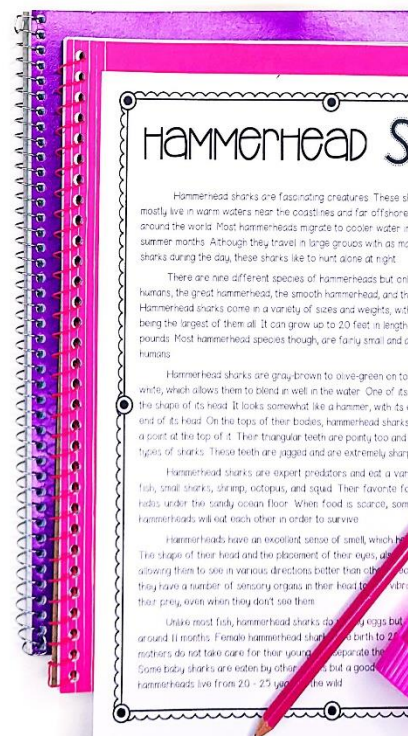 HAMMERHEAD S
Hammerhead sharks are fascinating creatures. These s
mostly live in warm waters near the coastlines and far offshore
around the world. Most hammerheads migrate to cooler water i
summer months. Although they travel in large groups with as m
sharks during the day, these sharks like to hunt alone at night.
There are nine different species of hammerheads but onl
humans, the great hammerhead, the smooth hammerhead, and th
Hammerhead sharks come in a variety of sizes and weights, wit
being the largest of them all. It can grow up to 20 feet in length
pounds. Most hammerhead species though, are fairly small and
humans.
Hammerhead sharks are gray-brown to olive-green on to
white, which allows them to blend in well in the water. One of its
the shape of its head. It looks somewhat like a hammer, with its
end of its head. On the tops of their bodies, hammerhead sharks
a point at the top of it. Their triangular teeth are pointy too and
types of sharks. These teeth are jagged and are extremely shar
Hammerhead sharks are expert predators and eat a var
fish, small sharks, shrimp, octopus, and squid. Their favorite fo
hides under the sandy ocean floor. When food is scarce, som
hammerheads will eat each other in order to survive.
Hammerheads have an excellent sense of smell, which he
The shape of their head and the placement of their eyes,
allowing them to see in various directions better than
they have a number of sensory organs in their head to vibr
their prey, even when they don't see them.
Unlike most fish, hammerhead sharks do eggs but
around 11 months. Female hammerhead birth to
mothers do not take care for their young the
Some baby sharks are eaten by other but a good
hammerheads live from 20 - 25 the wild.